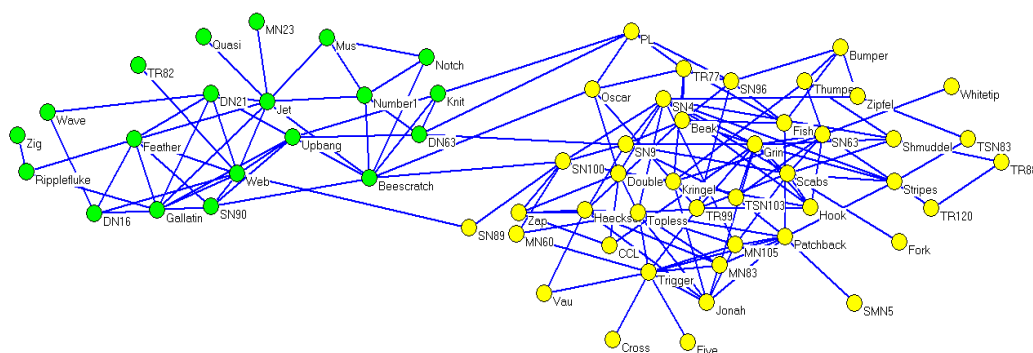 MN23
Quasi
Mus
PL
Bumper
Notch
TR82
TR77
SN96
Thumper
Whitetip
DN21
Jet
Number1
Knit
Oscar
SN4
Zipfel
Wave
Beak
Fish
Zig
Feather
Upbang
DN63
SN9
Grin
SN63
Shmuddel
TSN83
TR88
Ripplefluke
Web
Beescratch
SN100
Double
Kringel
Scabs
Stripes
DN16
Gallatin
SN90
Zap
Haecksel
Topless
TR99
TSN103
Hook
TR120
SN89
MN60
CCL
MN105
Patchback
Fork
Trigger
MN83
Vau
Jonah
SMN5
Cross
Five